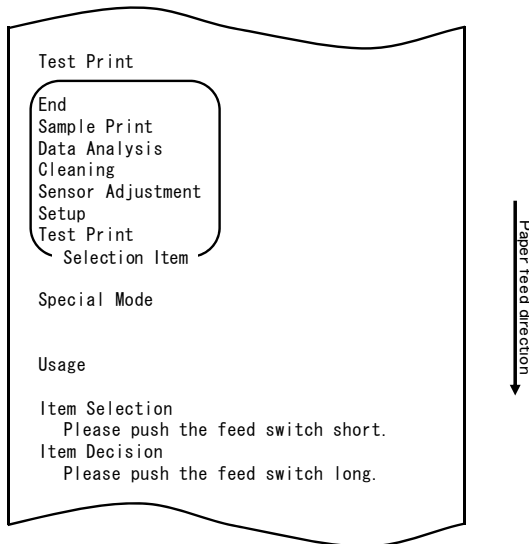 Test Print
End
Sample Print
Data Analysis
Cleaning
Sensor Adjustment
Setup
Test Print
Selection Item
Special Mode
Usage
Item Selection
Please push the feed switch short.
Item Decision
Please push the feed switch long.
Paper feed direction